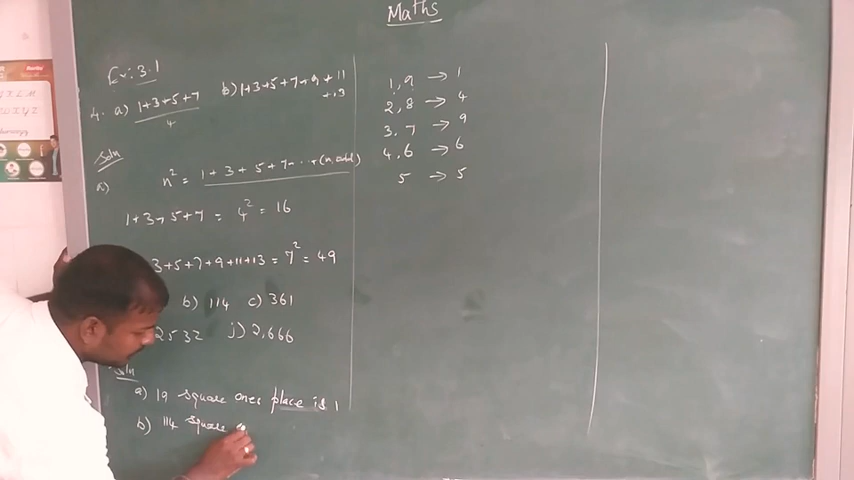 Maths
Ex: 3.1
4. a) 1+3+5+7 b) 1+3+5+7+9+11
+13
4
Soln
a) n² = 1+3+5+7+...+(n, odd)
1+3+5+7 = 4² = 16
3+5+7+9+11+13 = 7² = 49
b) 114 c) 361
2532 j) 2,666
Soln
a) 19 square ones place is 1
b) 114 square
1, 9 → 1
2, 8 → 4
3, 7 → 9
4, 6 → 6
5 → 5